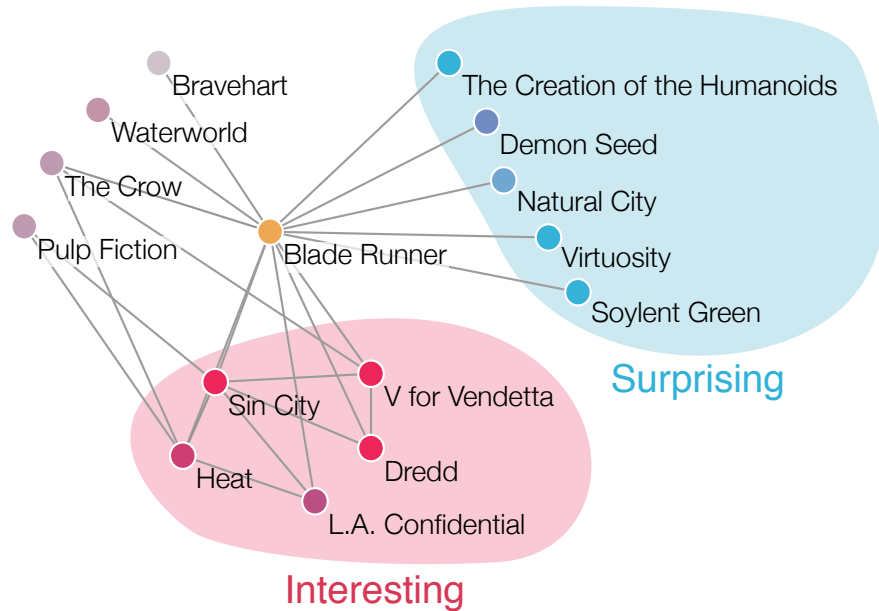 Bravehart
The Creation of the Humanoids
Waterworld
Demon Seed
The Crow
Natural City
Pulp Fiction
Blade Runner
Virtuosity
Soylent Green
Surprising
Sin City
V for Vendetta
Heat
Dredd
L.A. Confidential
Interesting